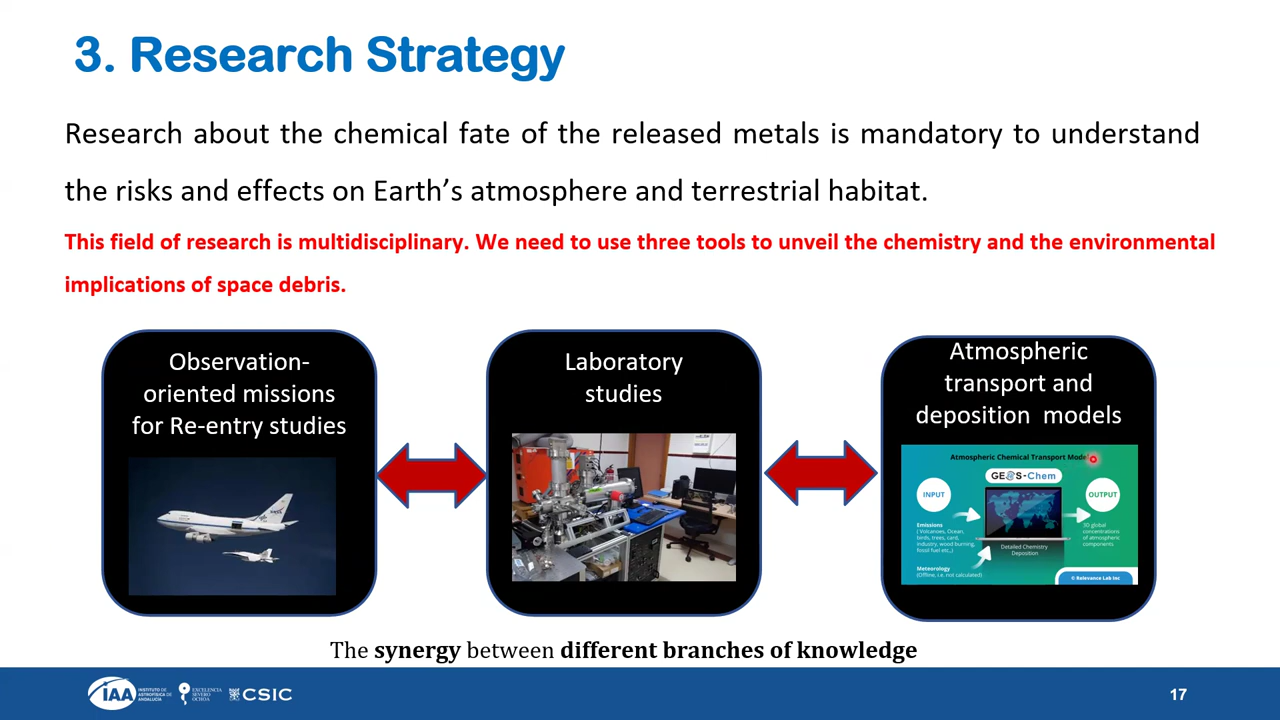 3. Research Strategy
Research about the chemical fate of the released metals is mandatory to understand
the risks and effects on Earth’s atmosphere and terrestrial habitat.
This field of research is multidisciplinary. We need to use three tools to unveil the chemistry and the environmental
implications of space debris.
Observation-
oriented missions
for Re-entry studies
Laboratory
studies
Atmospheric
transport and
deposition models
Atmospheric Chemical Transport Model
GEOS-Chem
INPUT
OUTPUT
Emissions
( Volcanoes, Ocean,
birds, trees, card,
industry, wood burning,
fossil fuel etc.,)
3D global
concentrations
of atmospheric
components
Detailed Chemistry
Deposition
Meteorology
(Offline, i.e. not calculated)
© Relevance Lab Inc
The synergy between different branches of knowledge
IAA
INSTITUTO DE
ASTROFÍSICA DE
ANDALUCÍA
EXCELENCIA
SEVERO
OCHOA
CSIC
17